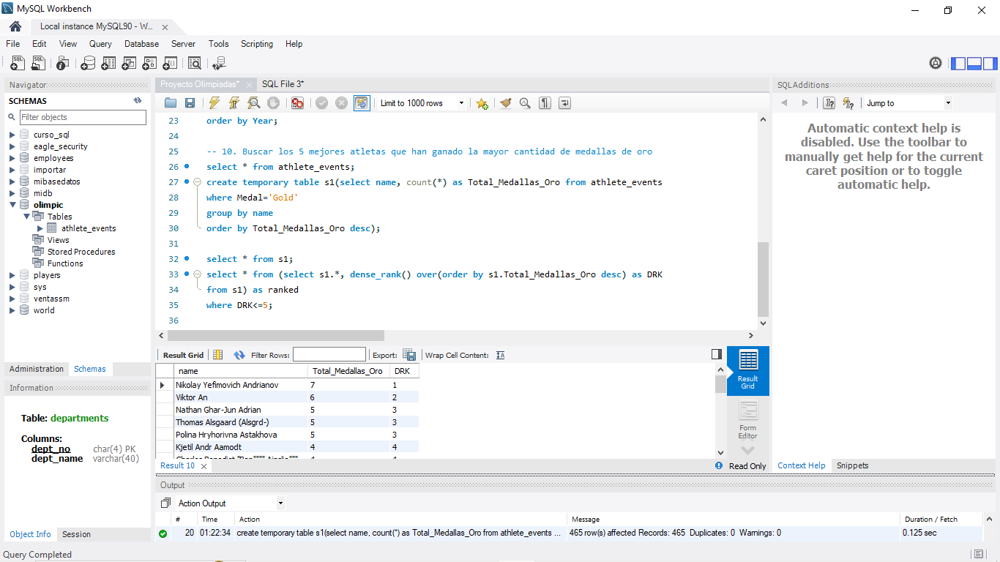 MySQL Workbench
Local instance MySQL90 - W...
File Edit View Query Database Server Tools Scripting Help
Navigator
SCHEMAS
Filter objects
curso_sql
eagle_security
employees
importar
mibasedatos
midb
olimpic
Tables
athlete_events
Views
Stored Procedures
Functions
players
sys
ventassm
world
Administration Schemas
Information
Table: departments
Columns:
dept_no char(4) PK
dept_name varchar(40)
Object Info Session
Proyecto Olimpiadas* SQL File 3*
Limit to 1000 rows
23 order by Year;
24
25 -- 10. Buscar los 5 mejores atletas que han ganado la mayor cantidad de medallas de oro
26 select * from athlete_events;
27 create temporary table s1(select name, count(*) as Total_Medallas_Oro from athlete_events
28 where Medal='Gold'
29 group by name
30 order by Total_Medallas_Oro desc);
31
32 select * from s1;
33 select * from (select s1.*, dense_rank() over(order by s1.Total_Medallas_Oro desc) as DRK
34 from s1) as ranked
35 where DRK<=5;
36
Result Grid Filter Rows: Export: Wrap Cell Content:
name Total_Medallas_Oro DRK
Nikolay Yefimovich Andrianov 7 1
Viktor An 6 2
Nathan Ghar-Jun Adrian 5 3
Thomas Alsgaard (Alsgrd-) 5 3
Polina Hryhorivna Astakhova 5 3
Kjetil Andr Aamodt 4 4
Result Grid
Form Editor
Result 10
Read Only
SQLAdditions
Jump to
Automatic context help is
disabled. Use the toolbar to
manually get help for the current
caret position or to toggle
automatic help.
Context Help Snippets
Output
Action Output
# Time Action Message Duration / Fetch
20 01:22:34 create temporary table s1(select name, count(*) as Total_Medallas_Oro from athlete_events ... 465 row(s) affected Records: 465 Duplicates: 0 Warnings: 0 0.125 sec
Query Completed